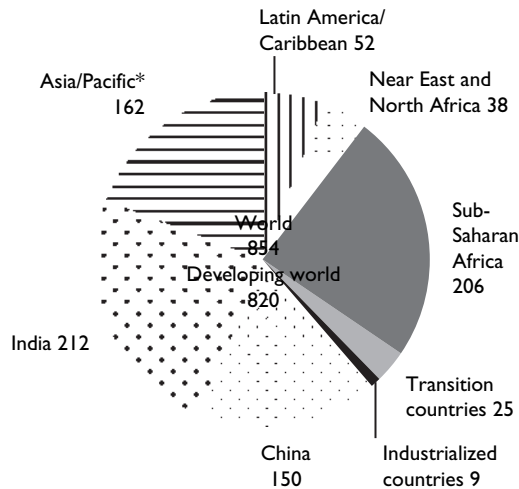 Latin America/
Caribbean 52
Asia/Pacific*
162
Near East and
North Africa 38
World
854
Developing world
820
Sub-
Saharan
Africa
206
India 212
Transition
countries 25
China
150
Industrialized
countries 9